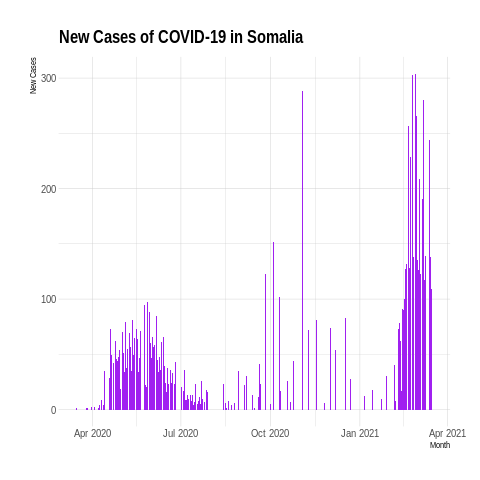 New Cases of COVID-19 in Somalia
New Cases
300
200
100
0
Apr 2020 Jul 2020 Oct 2020 Jan 2021 Apr 2021
Month